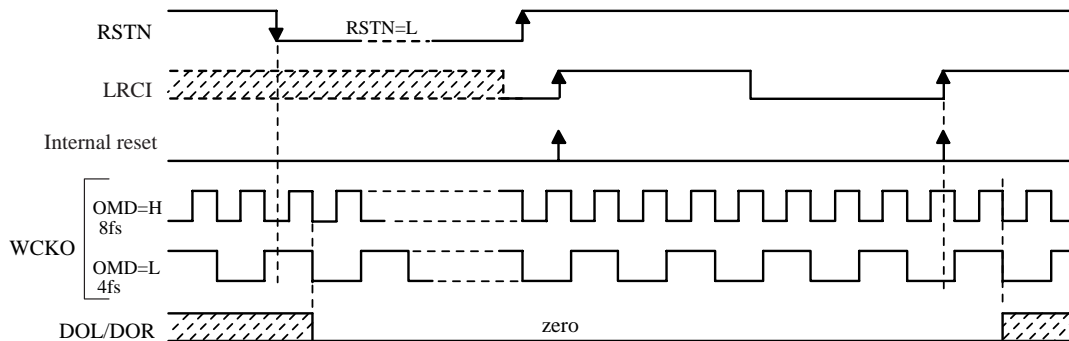 RSTN
RSTN=L
LRCI
Internal reset
OMD=H
8fs
WCKO
OMD=L
4fs
DOL/DOR
zero